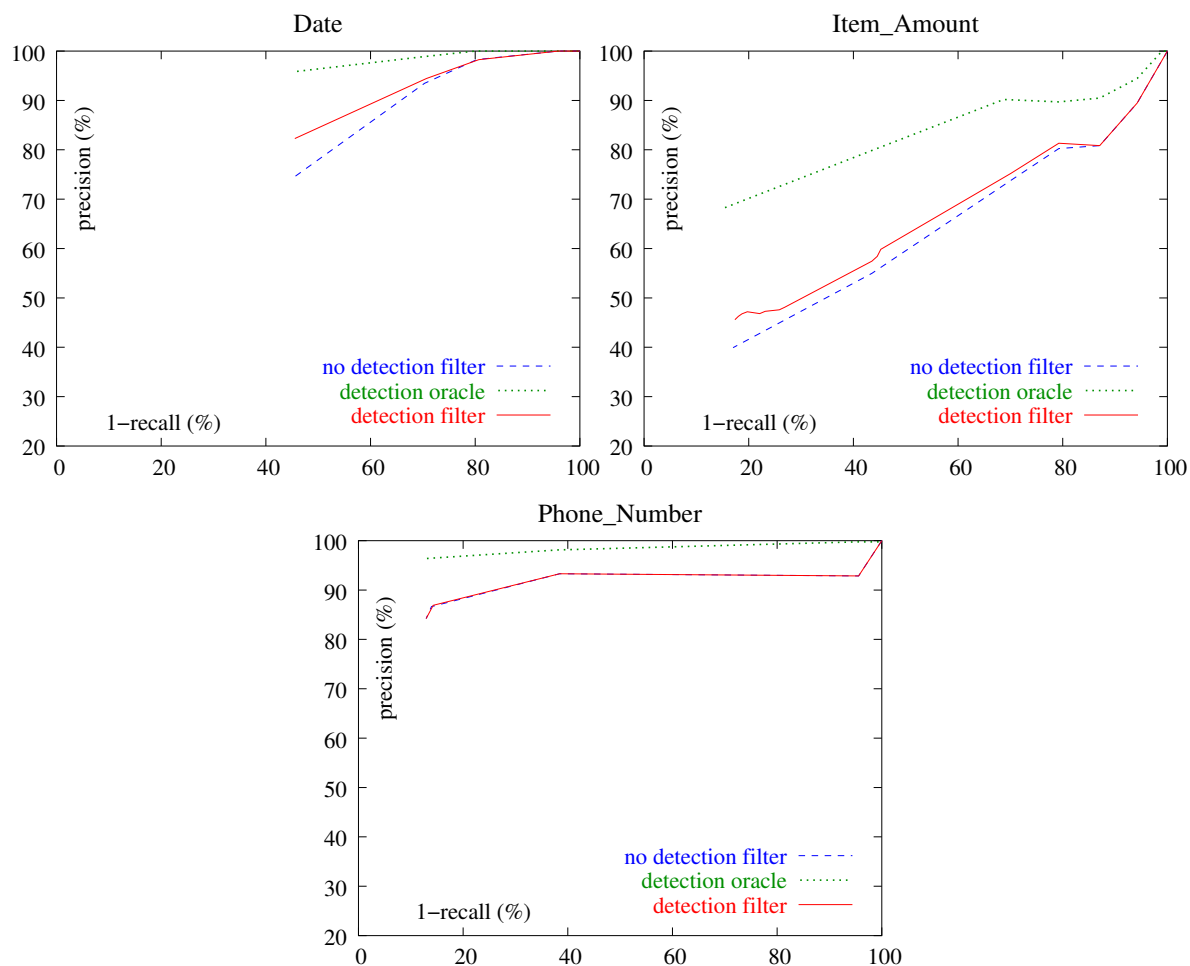 Date
100
90
80
70
60
50
40
30
20
precision (%)
no detection filter
detection oracle
detection filter
1−recall (%)
0 20 40 60 80 100
Item_Amount
100
90
80
70
60
50
40
30
20
precision (%)
no detection filter
detection oracle
detection filter
1−recall (%)
0 20 40 60 80 100
Phone_Number
100
90
80
70
60
50
40
30
20
precision (%)
no detection filter
detection oracle
detection filter
1−recall (%)
0 20 40 60 80 100